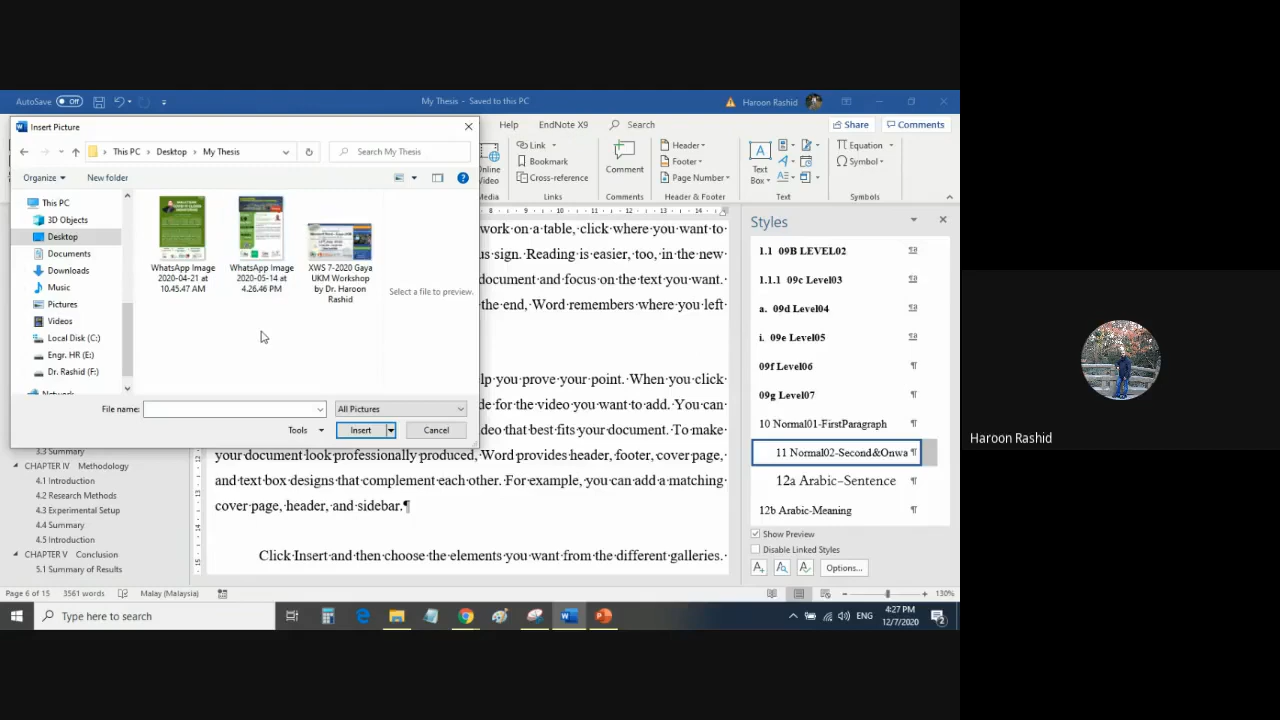 AutoSave Off
My Thesis - Saved to this PC
Haroon Rashid
Insert Picture
Help EndNote X9 Search
Share Comments
This PC > Desktop > My Thesis
Search My Thesis
Organize New folder
Online Video
Link
Bookmark
Cross-reference
Links
Comment
Comments
Header
Footer
Page Number
Header & Footer
Text Box
Text
Equation
Symbol
Symbols
This PC
3D Objects
Desktop
Documents
Downloads
Music
Pictures
Videos
Local Disk (C:)
Engr. HR (E:)
Dr. Rashid (F:)
WhatsApp Image 2020-04-21 at 10.45.47 AM
WhatsApp Image 2020-05-14 at 4.26.46 PM
XWS 7-2020 Gaya UKM Workshop by Dr. Haroon Rashid
Select a file to preview.
File name:
All Pictures
Tools Insert Cancel
work on a table, click where you want to
sign. Reading is easier, too, in the new
document and focus on the text you want.
the end, Word remembers where you left
you prove your point. When you click
for the video you want to add. You can
that best fits your document. To make
your document look professionally produced, Word provides header, footer, cover page,
and text box designs that complement each other. For example, you can add a matching
cover page, header, and sidebar.¶
Click Insert and then choose the elements you want from the different galleries.
3.3 Summary
CHAPTER IV Methodology
4.1 Introduction
4.2 Research Methods
4.3 Experimental Setup
4.4 Summary
4.5 Introduction
CHAPTER V Conclusion
5.1 Summary of Results
Styles
1.1 09B LEVEL02
1.1.1 09c Level03
a. 09d Level04
i. 09e Level05
09f Level06
09g Level07
10 Normal01-FirstParagraph
11 Normal02-Second&Onwa
12a Arabic-Sentence
12b Arabic-Meaning
Show Preview
Disable Linked Styles
Options...
Page 6 of 15 3561 words Malay (Malaysia)
130%
Type here to search
ENG
4:27 PM
12/7/2020
2
Haroon Rashid